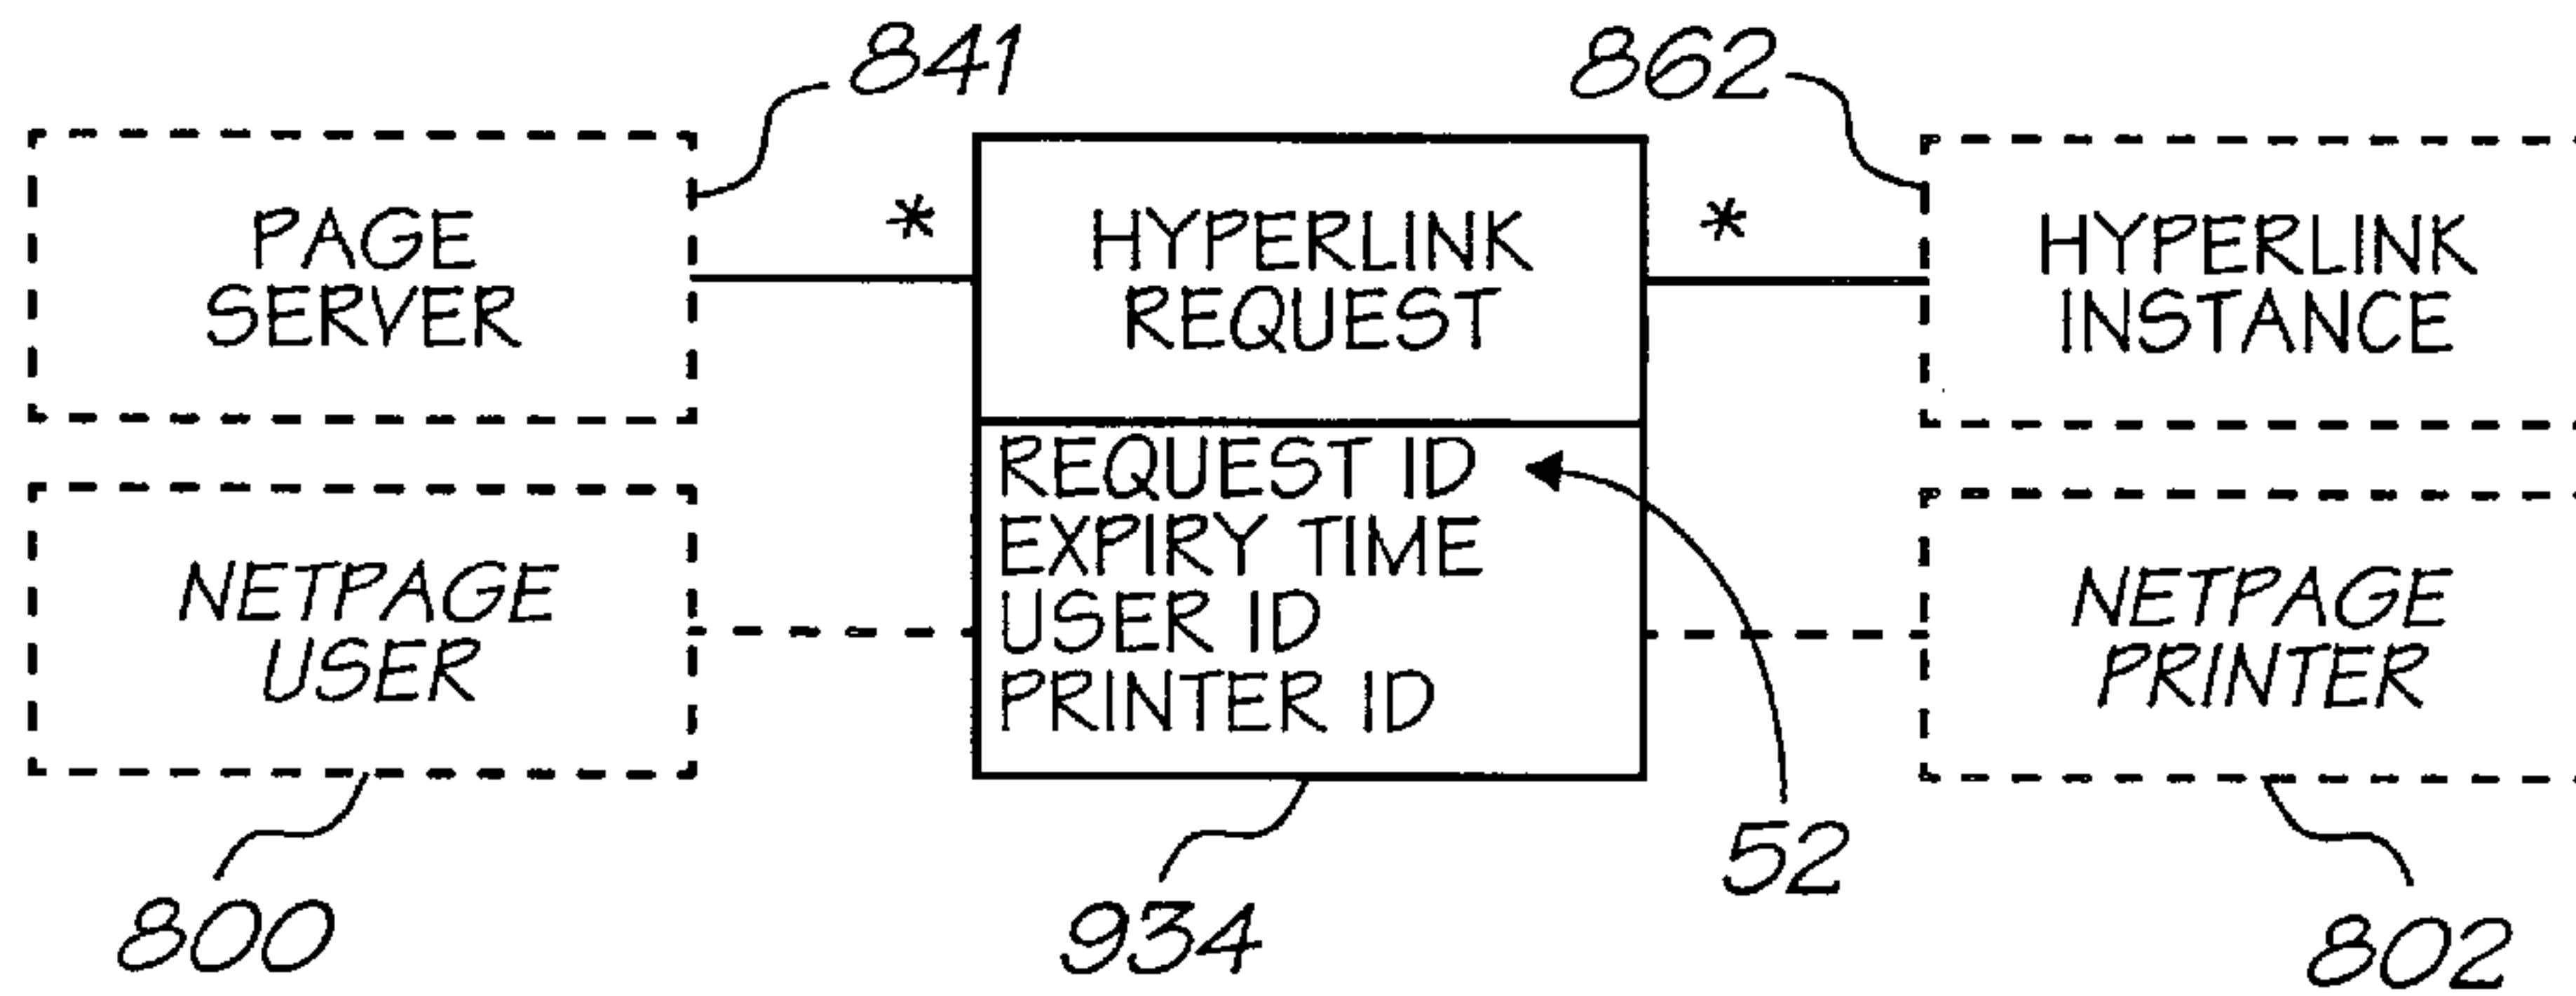 841
862
PAGE
SERVER
*
HYPERLINK
REQUEST
*
HYPERLINK
INSTANCE
REQUEST ID
EXPIRY TIME
USER ID
PRINTER ID
NETPAGE
USER
NETPAGE
PRINTER
52
800
934
802